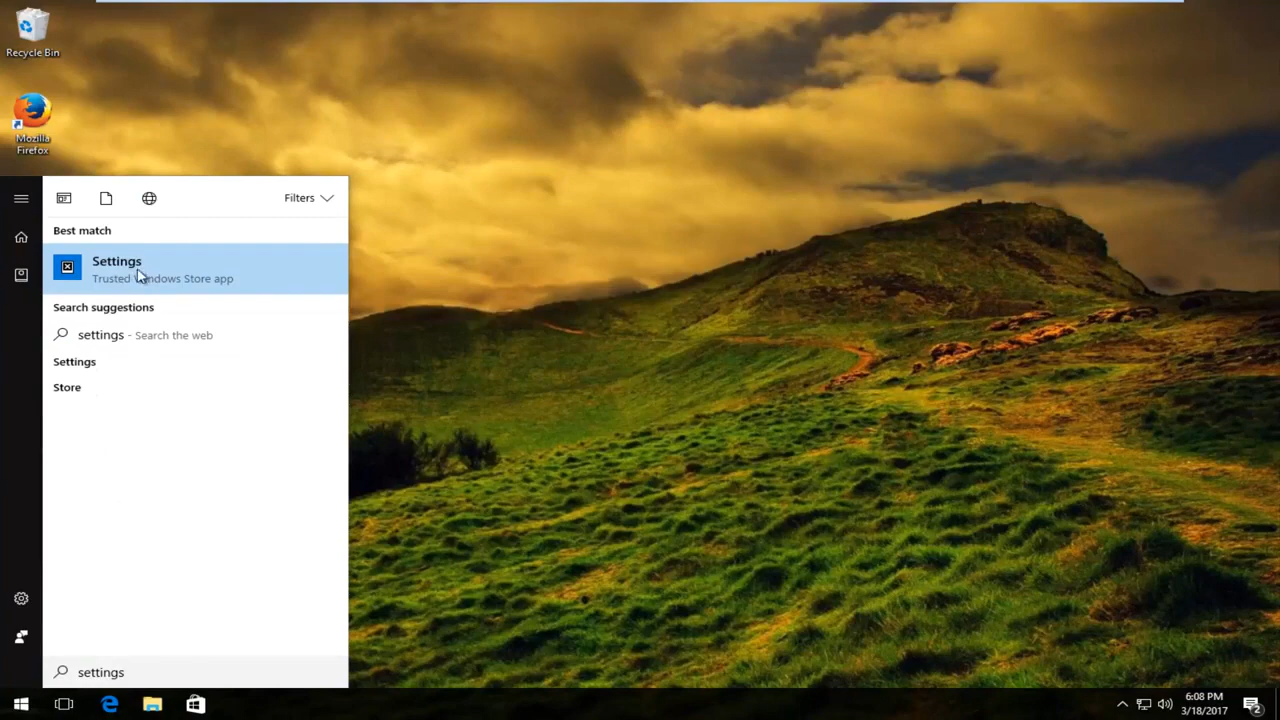 Recycle Bin
Mozilla
Firefox
Filters
Best match
Settings
Trusted Windows Store app
Search suggestions
settings - Search the web
Settings
Store
settings
6:08 PM
3/18/2017
2